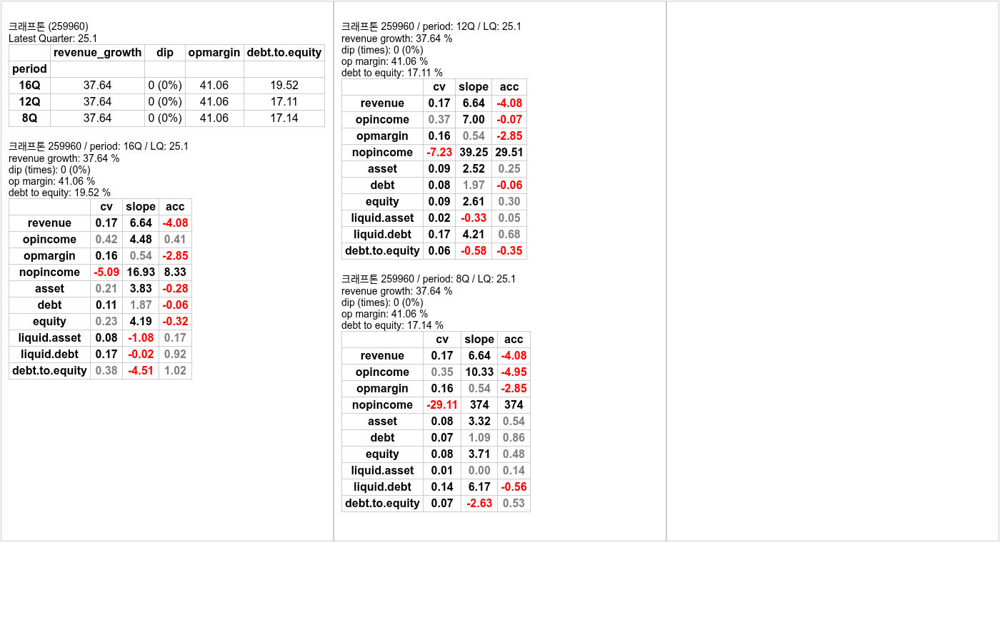 크래프톤 (259960)
Latest Quarter: 25.1
revenue_growth dip opmargin debt.to.equity
period
16Q 37.64 0 (0%) 41.06 19.52
12Q 37.64 0 (0%) 41.06 17.11
8Q 37.64 0 (0%) 41.06 17.14
크래프톤 259960 / period: 16Q / LQ: 25.1
revenue growth: 37.64 %
dip (times): 0 (0%)
op margin: 41.06 %
debt to equity: 19.52 %
cv slope acc
revenue 0.17 6.64 -4.08
opincome 0.42 4.48 0.41
opmargin 0.16 0.54 -2.85
nopincome -5.09 16.93 8.33
asset 0.21 3.83 -0.28
debt 0.11 1.87 -0.06
equity 0.23 4.19 -0.32
liquid.asset 0.08 -1.08 0.17
liquid.debt 0.17 -0.02 0.92
debt.to.equity 0.38 -4.51 1.02
크래프톤 259960 / period: 12Q / LQ: 25.1
revenue growth: 37.64 %
dip (times): 0 (0%)
op margin: 41.06 %
debt to equity: 17.11 %
cv slope acc
revenue 0.17 6.64 -4.08
opincome 0.37 7.00 -0.07
opmargin 0.16 0.54 -2.85
nopincome -7.23 39.25 29.51
asset 0.09 2.52 0.25
debt 0.08 1.97 -0.06
equity 0.09 2.61 0.30
liquid.asset 0.02 -0.33 0.05
liquid.debt 0.17 4.21 0.68
debt.to.equity 0.06 -0.58 -0.35
크래프톤 259960 / period: 8Q / LQ: 25.1
revenue growth: 37.64 %
dip (times): 0 (0%)
op margin: 41.06 %
debt to equity: 17.14 %
cv slope acc
revenue 0.17 6.64 -4.08
opincome 0.35 10.33 -4.95
opmargin 0.16 0.54 -2.85
nopincome -29.11 374 374
asset 0.08 3.32 0.54
debt 0.07 1.09 0.86
equity 0.08 3.71 0.48
liquid.asset 0.01 0.00 0.14
liquid.debt 0.14 6.17 -0.56
debt.to.equity 0.07 -2.63 0.53